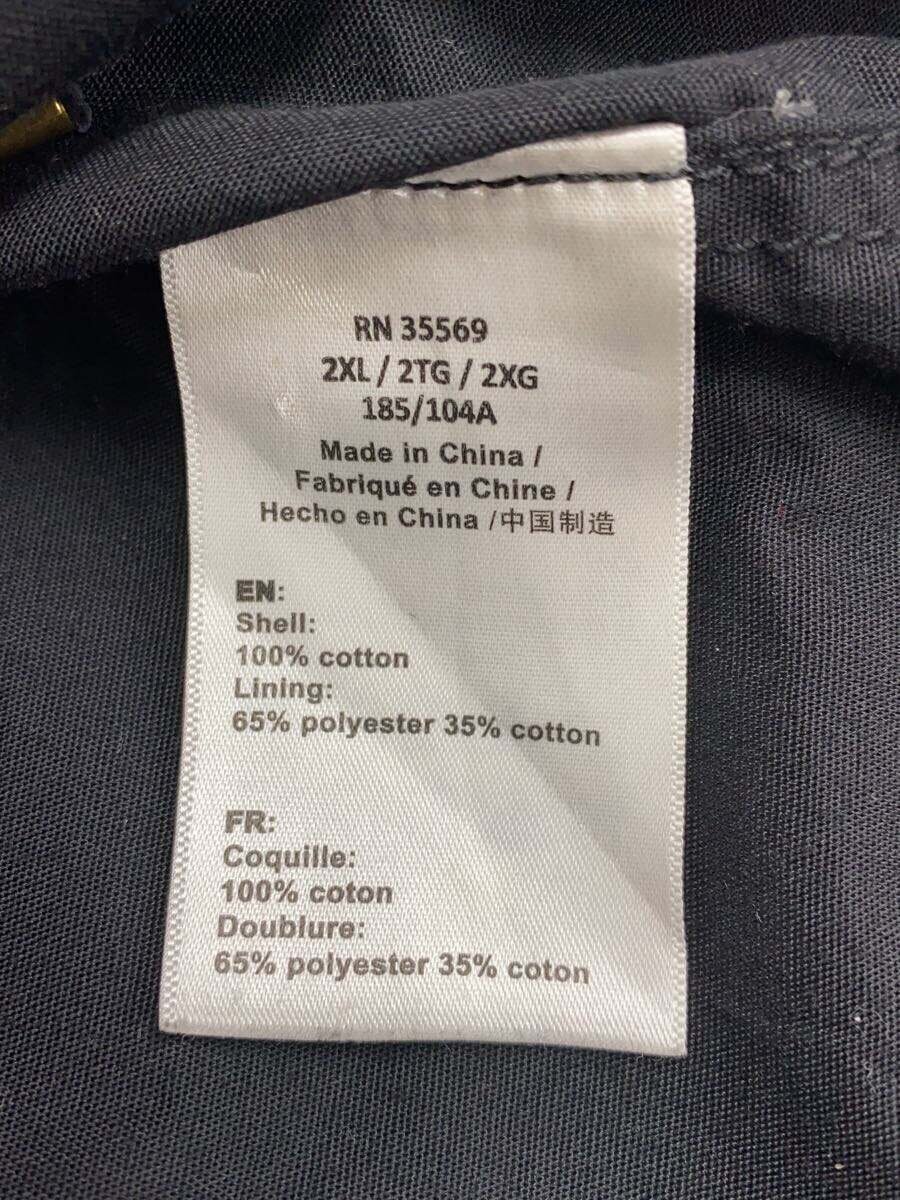 RN 35569
2XL / 2TG / 2XG
185/104A
Made in China /
Fabriqué en Chine /
Hecho en China /中国制造
EN:
Shell:
100% cotton
Lining:
65% polyester 35% cotton
FR:
Coquille:
100% coton
Doublure:
65% polyester 35% coton